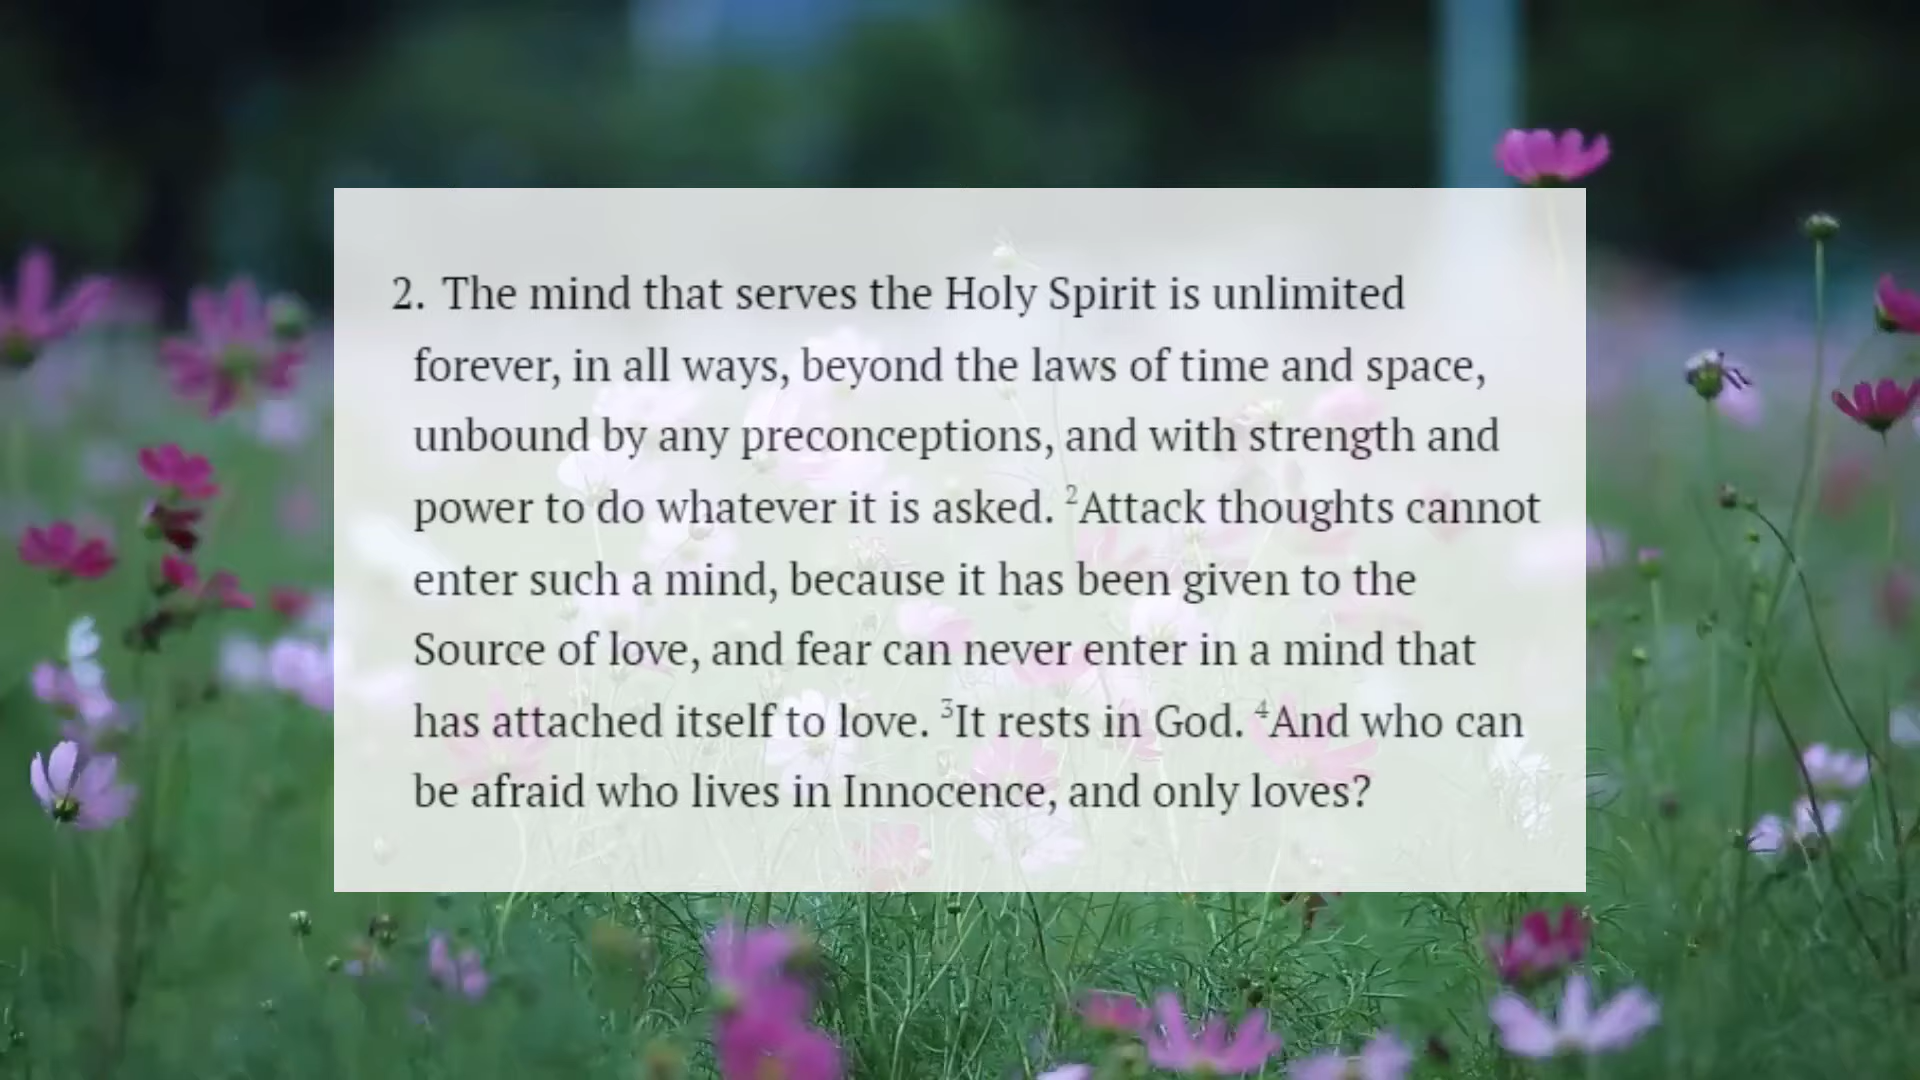 2. The mind that serves the Holy Spirit is unlimited
forever, in all ways, beyond the laws of time and space,
unbound by any preconceptions, and with strength and
power to do whatever it is asked. ²Attack thoughts cannot
enter such a mind, because it has been given to the
Source of love, and fear can never enter in a mind that
has attached itself to love. ³It rests in God. ⁴And who can
be afraid who lives in Innocence, and only loves?